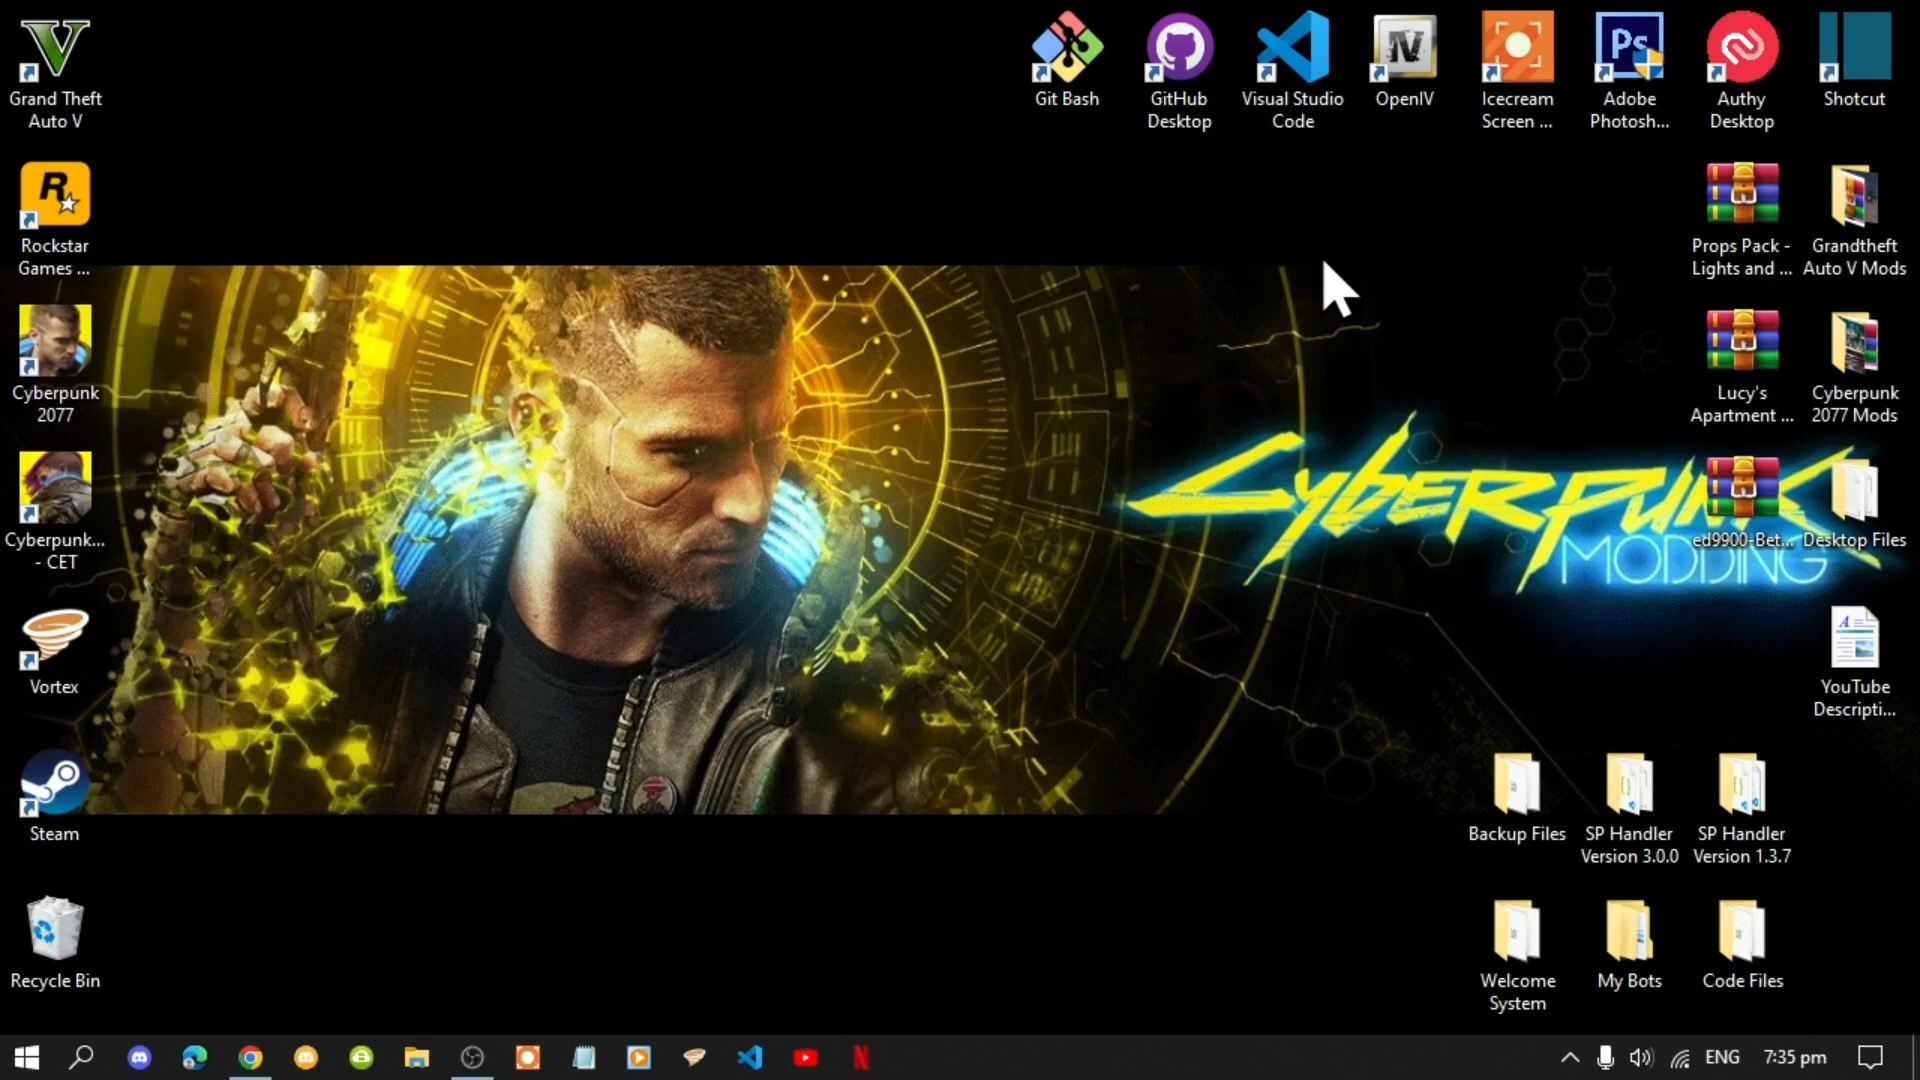 Grand Theft
Auto V
Git Bash
GitHub
Desktop
Visual Studio
Code
OpenIV
Icecream
Screen ...
Ps
Adobe
Photosh...
Authy
Desktop
Shotcut
R
Rockstar
Games ...
Props Pack -
Lights and ...
Grandtheft
Auto V Mods
Cyberpunk
2077
Lucy's
Apartment ...
Cyberpunk
2077 Mods
Cyberpunk...
- CET
Cyberpunk
MODDING
ed9900-Bet...
Desktop Files
Vortex
YouTube
Descripti...
Steam
Backup Files
SP Handler
Version 3.0.0
SP Handler
Version 1.3.7
Recycle Bin
Welcome
System
My Bots
Code Files
ENG
7:35 pm